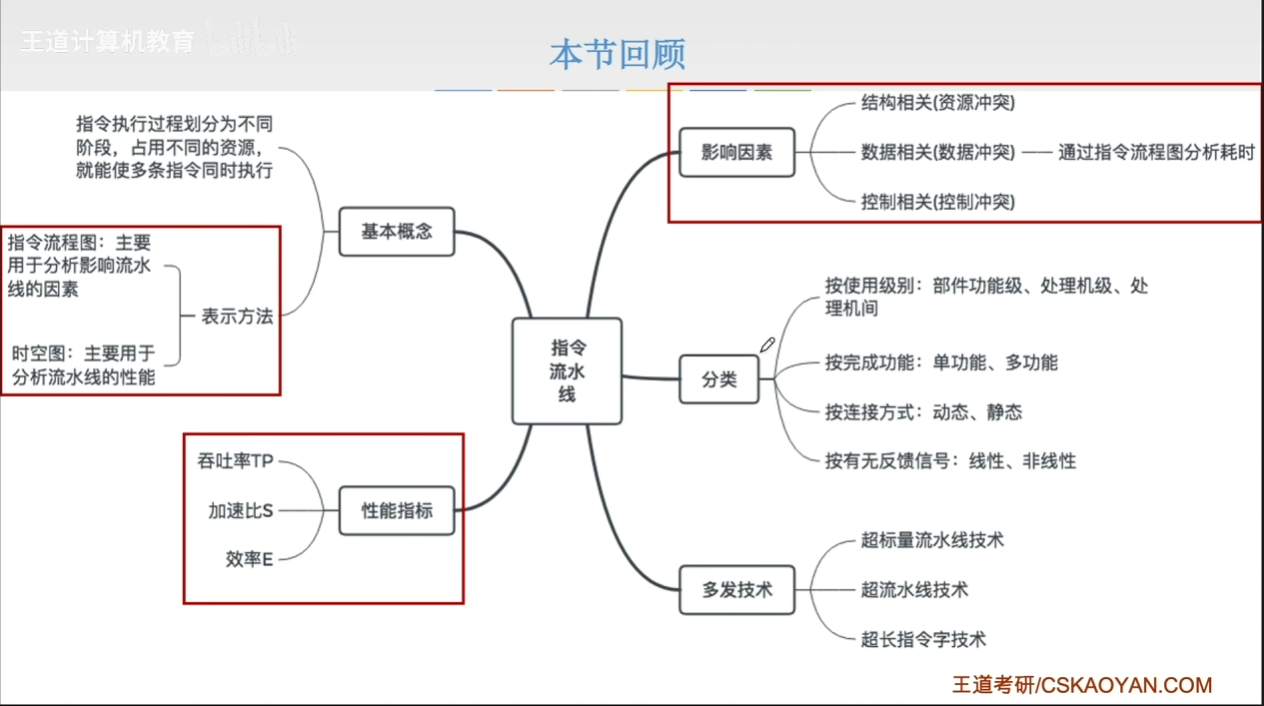 王道计算机教育
本节回顾
指令执行过程划分为不同
阶段，占用不同的资源，
就能使多条指令同时执行
基本概念
指令流程图：主要
用于分析影响流水
线的因素
表示方法
时空图：主要用于
分析流水线的性能
吞吐率TP
加速比S
效率E
性能指标
指令
流水
线
影响因素
结构相关(资源冲突)
数据相关(数据冲突)
通过指令流程图分析耗时
控制相关(控制冲突)
分类
按使用级别：部件功能级、处理机级、处
理机间
按完成功能：单功能、多功能
按连接方式：动态、静态
按有无反馈信号：线性、非线性
多发技术
超标量流水线技术
超流水线技术
超长指令字技术
王道考研/CSKAOYAN.COM